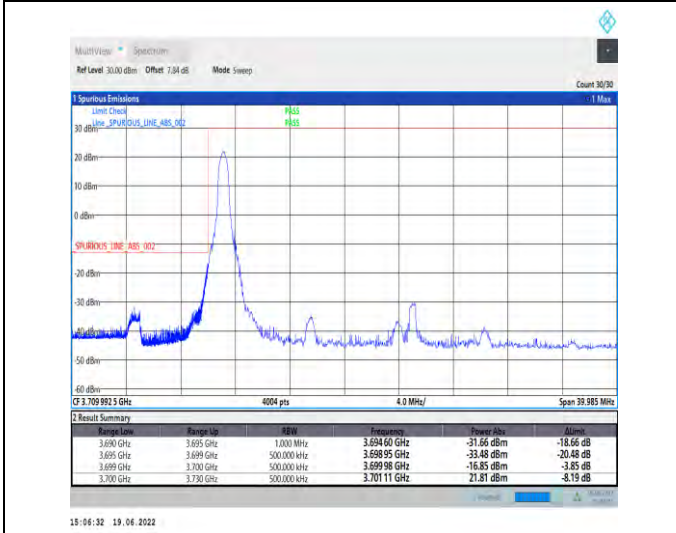 MultiView Spectrum
Ref Level 30.00 dBm Offset 7.84 dB Mode Sweep
Count 30/30
1 Spurious Emissions 1 Max
Limit Check PASS
Line _SPURIOUS_LINE_ABS_002 PASS
30 dBm
20 dBm
10 dBm
0 dBm
_SPURIOUS_LINE_ABS_002
-20 dBm
-30 dBm
-40 dBm
-50 dBm
-60 dBm
CF 3.709 992 5 GHz 4004 pts 4.0 MHz/ Span 39.985 MHz
2 Result Summary
Range Low Range Up RBW Frequency Power Abs ΔLimit
3.690 GHz 3.695 GHz 1.000 MHz 3.694 60 GHz -31.66 dBm -18.66 dB
3.695 GHz 3.699 GHz 500.000 kHz 3.698 95 GHz -33.48 dBm -20.48 dB
3.699 GHz 3.700 GHz 500.000 kHz 3.699 98 GHz -16.85 dBm -3.85 dB
3.700 GHz 3.730 GHz 500.000 kHz 3.701 11 GHz 21.81 dBm -8.19 dB
15:06:32 19.06.2022